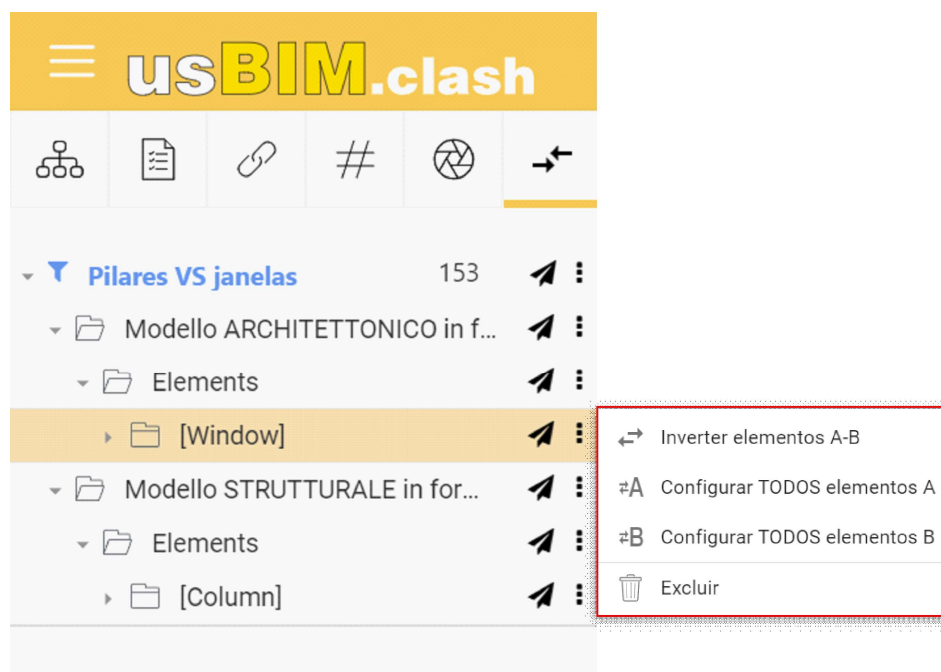 usBIM.clash
Pilares VS janelas 153
Modello ARCHITETTONICO in f...
Elements
[Window]
Modello STRUTTURALE in for...
Elements
[Column]
Inverter elementos A-B
A Configurar TODOS elementos A
B Configurar TODOS elementos B
Excluir